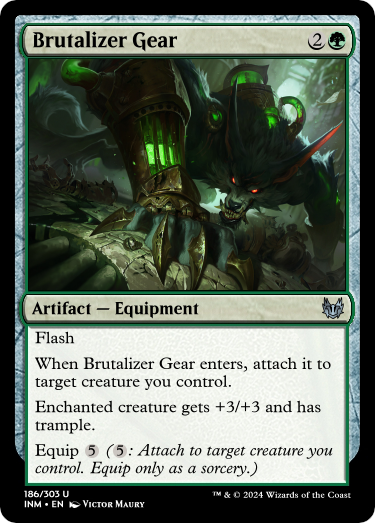 Brutalizer Gear 2
Artifact — Equipment
Flash
When Brutalizer Gear enters, attach it to
target creature you control.
Enchanted creature gets +3/+3 and has
trample.
Equip 5 (5: Attach to target creature you
control. Equip only as a sorcery.)
186/303 U
INM • EN Victor Maury
™ & © 2024 Wizards of the Coast